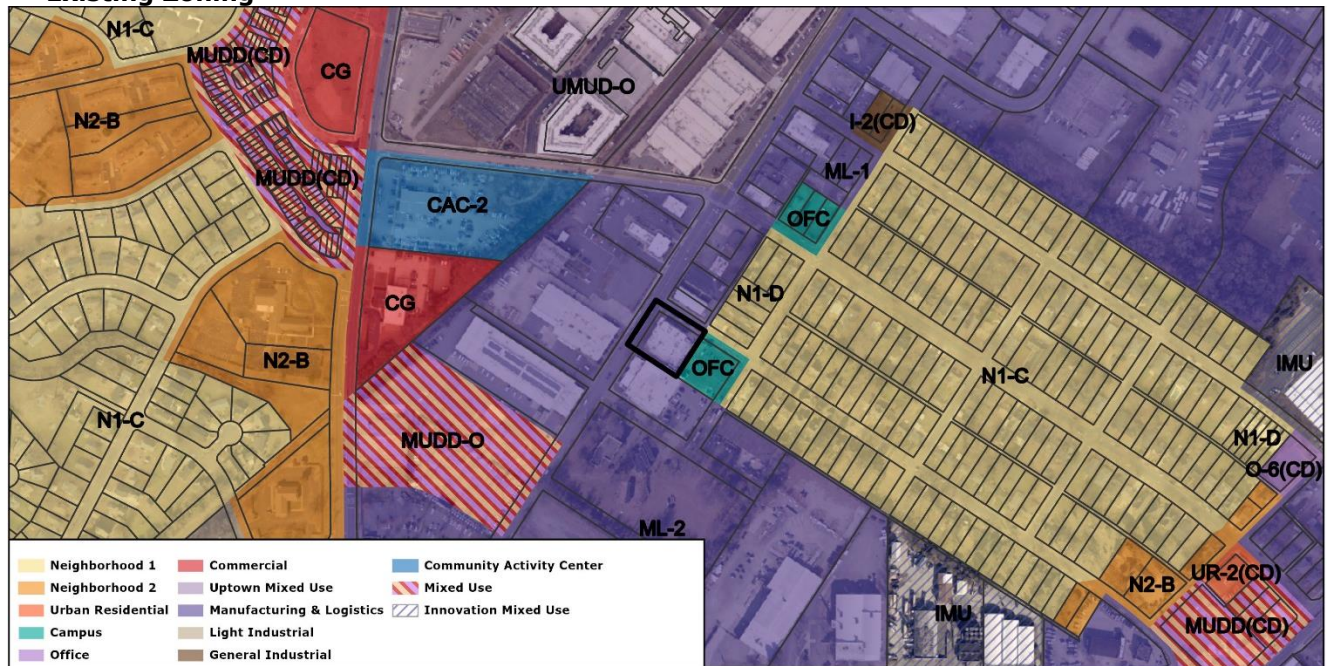 Existing Zoning
N1-C
MUDD(CD)
CG
UMUD-O
N2-B
I-2(CD)
MUDD(CD)
ML-1
CAC-2
OFC
CG
N1-D
N2-B
OFC
IMU
N1-C
N1-C
MUDD-O
N1-D
O-6(CD)
ML-2
N2-B
UR-2(CD)
IMU
MUDD(CD)
Neighborhood 1
Neighborhood 2
Urban Residential
Campus
Office
Commercial
Uptown Mixed Use
Manufacturing & Logistics
Light Industrial
General Industrial
Community Activity Center
Mixed Use
Innovation Mixed Use